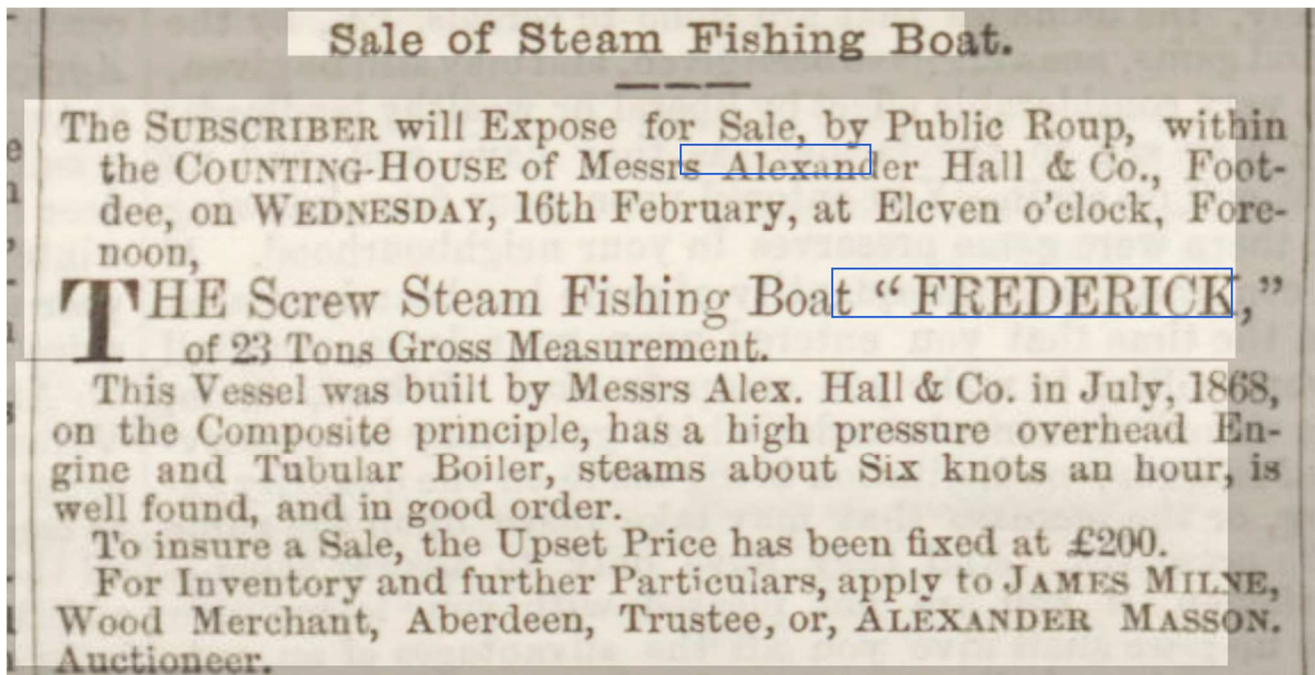 Sale of Steam Fishing Boat.
The SUBSCRIBER will Expose for Sale, by Public Roup, within
the COUNTING-HOUSE of Messrs Alexander Hall & Co., Foot-
dee, on WEDNESDAY, 16th February, at Eleven o'clock, Fore-
noon,
THE Screw Steam Fishing Boat "FREDERICK,"
of 23 Tons Gross Measurement.
This Vessel was built by Messrs Alex. Hall & Co. in July, 1868,
on the Composite principle, has a high pressure overhead En-
gine and Tubular Boiler, steams about Six knots an hour, is
well found, and in good order.
To insure a Sale, the Upset Price has been fixed at £200.
For Inventory and further Particulars, apply to JAMES MILNE,
Wood Merchant, Aberdeen, Trustee, or, ALEXANDER MASSON.
Auctioneer.